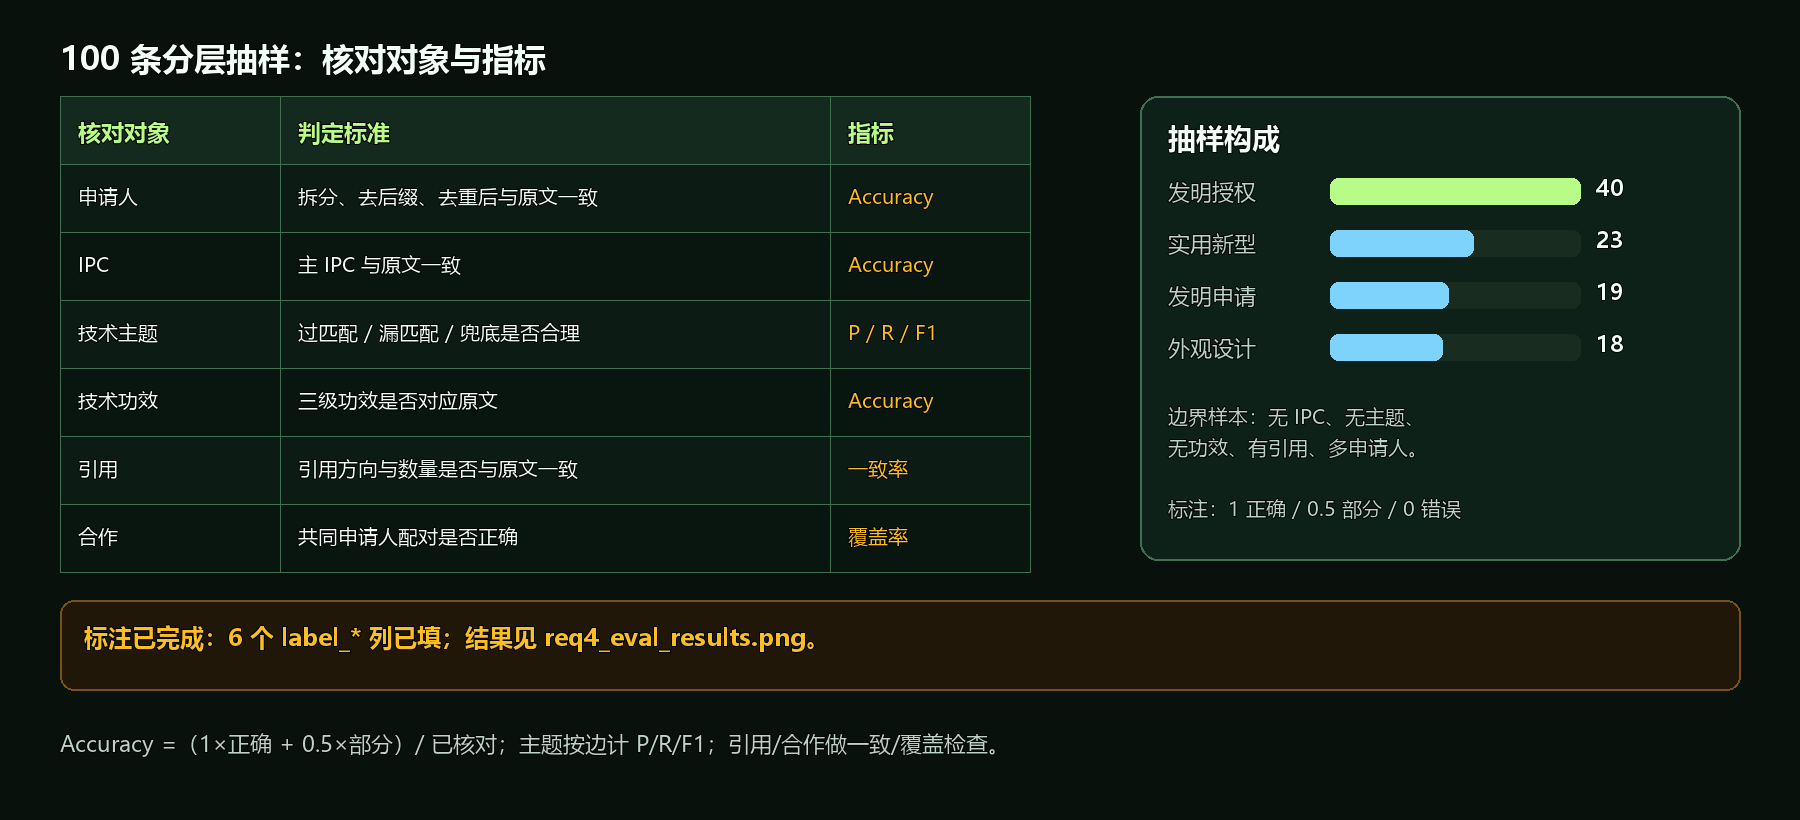 100 条分层抽样：核对对象与指标
核对对象 判定标准 指标
申请人 拆分、去后缀、去重后与原文一致 Accuracy
IPC 主 IPC 与原文一致 Accuracy
技术主题 过匹配 / 漏匹配 / 兜底是否合理 P / R / F1
技术功效 三级功效是否对应原文 Accuracy
引用 引用方向与数量是否与原文一致 一致率
合作 共同申请人配对是否正确 覆盖率
抽样构成
发明授权 40
实用新型 23
发明申请 19
外观设计 18
边界样本：无 IPC、无主题、
无功效、有引用、多申请人。
标注：1 正确 / 0.5 部分 / 0 错误
标注已完成：6 个 label_* 列已填；结果见 req4_eval_results.png。
Accuracy =（1×正确 + 0.5×部分）/ 已核对；主题按边计 P/R/F1；引用/合作做一致/覆盖检查。